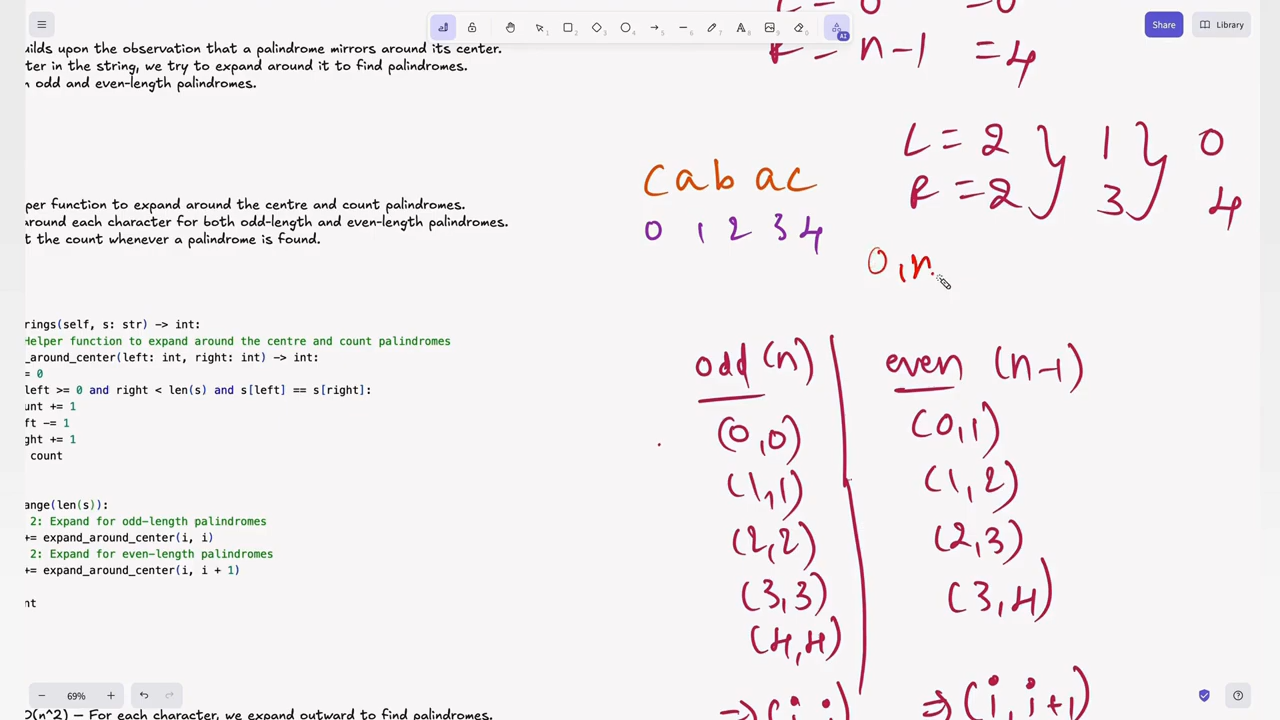 L = 0 = 0
R = n-1 = 4
Share
Library
uilds upon the observation that a palindrome mirrors around its center.
ter in the string, we try to expand around it to find palindromes.
n odd and even-length palindromes.
L = 2 } 1 } 0
R = 2 3 4
Cabac
0 1 2 3 4
0, n
per function to expand around the centre and count palindromes.
around each character for both odd-length and even-length palindromes.
t the count whenever a palindrome is found.
rings(self, s: str) -> int:
Helper function to expand around the centre and count palindromes
_around_center(left: int, right: int) -> int:
= 0
left >= 0 and right < len(s) and s[left] == s[right]:
unt += 1
ft -= 1
ght += 1
count
ange(len(s)):
2: Expand for odd-length palindromes
+= expand_around_center(i, i)
2: Expand for even-length palindromes
+= expand_around_center(i, i + 1)
nt
odd (n) even (n-1)
(0,0) (0,1)
(1,1) (1,2)
(2,2) (2,3)
(3,3) (3,4)
(4,4)
=> (i, i) => (i, i+1)
69%
O(n^2) — For each character, we expand outward to find palindromes.